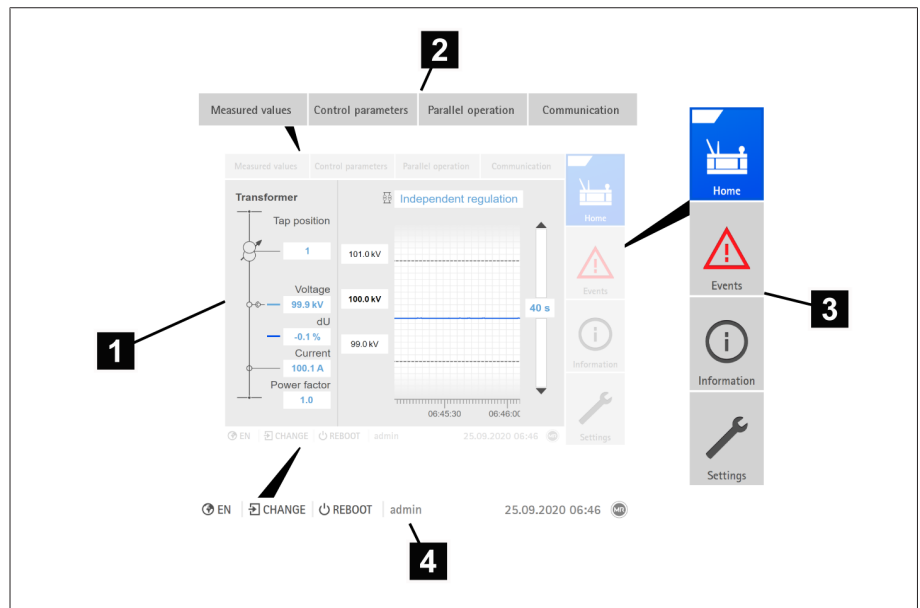 2
Measured values Control parameters Parallel operation Communication
Measured values Control parameters Parallel operation Communication
Transformer
Independent regulation
Tap position
1
101.0 kV
Voltage
99.9 kV
100.0 kV
40 s
dU
-0.1 %
99.0 kV
Current
100.1 A
Power factor
1.0
06:45:30 06:46:00
EN CHANGE REBOOT admin 25.09.2020 06:46 MR
Home
Events
Information
Settings
Home
Events
Information
Settings
1
3
EN CHANGE REBOOT admin 25.09.2020 06:46 MR
4